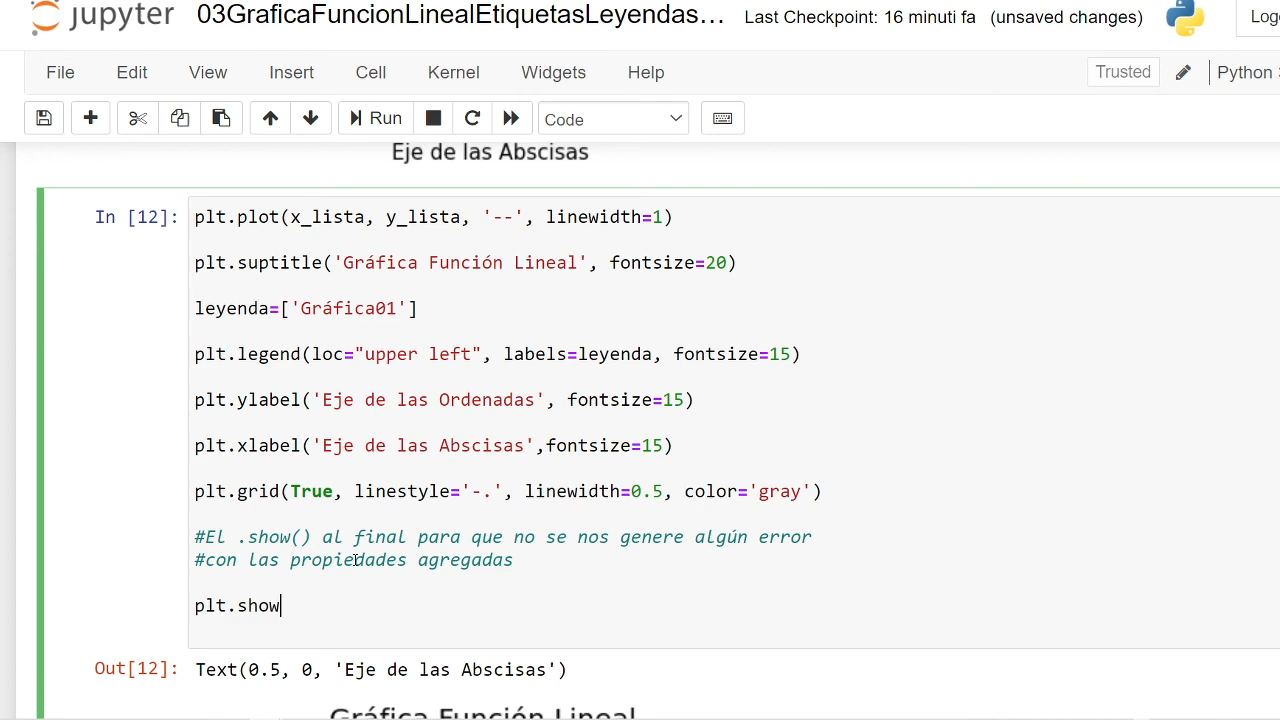 jupyter 03GraficaFuncionLinealEtiquetasLeyendas... Last Checkpoint: 16 minuti fa (unsaved changes) Log
File Edit View Insert Cell Kernel Widgets Help Trusted Python 3
Run Code
Eje de las Abscisas
In [12]: plt.plot(x_lista, y_lista, '--', linewidth=1)
plt.suptitle('Gráfica Función Lineal', fontsize=20)
leyenda=['Gráfica01']
plt.legend(loc="upper left", labels=leyenda, fontsize=15)
plt.ylabel('Eje de las Ordenadas', fontsize=15)
plt.xlabel('Eje de las Abscisas',fontsize=15)
plt.grid(True, linestyle='-.', linewidth=0.5, color='gray')
#El .show() al final para que no se nos genere algún error
#con las propiedades agregadas
plt.show
Out[12]: Text(0.5, 0, 'Eje de las Abscisas')
Gráfica Función Lineal